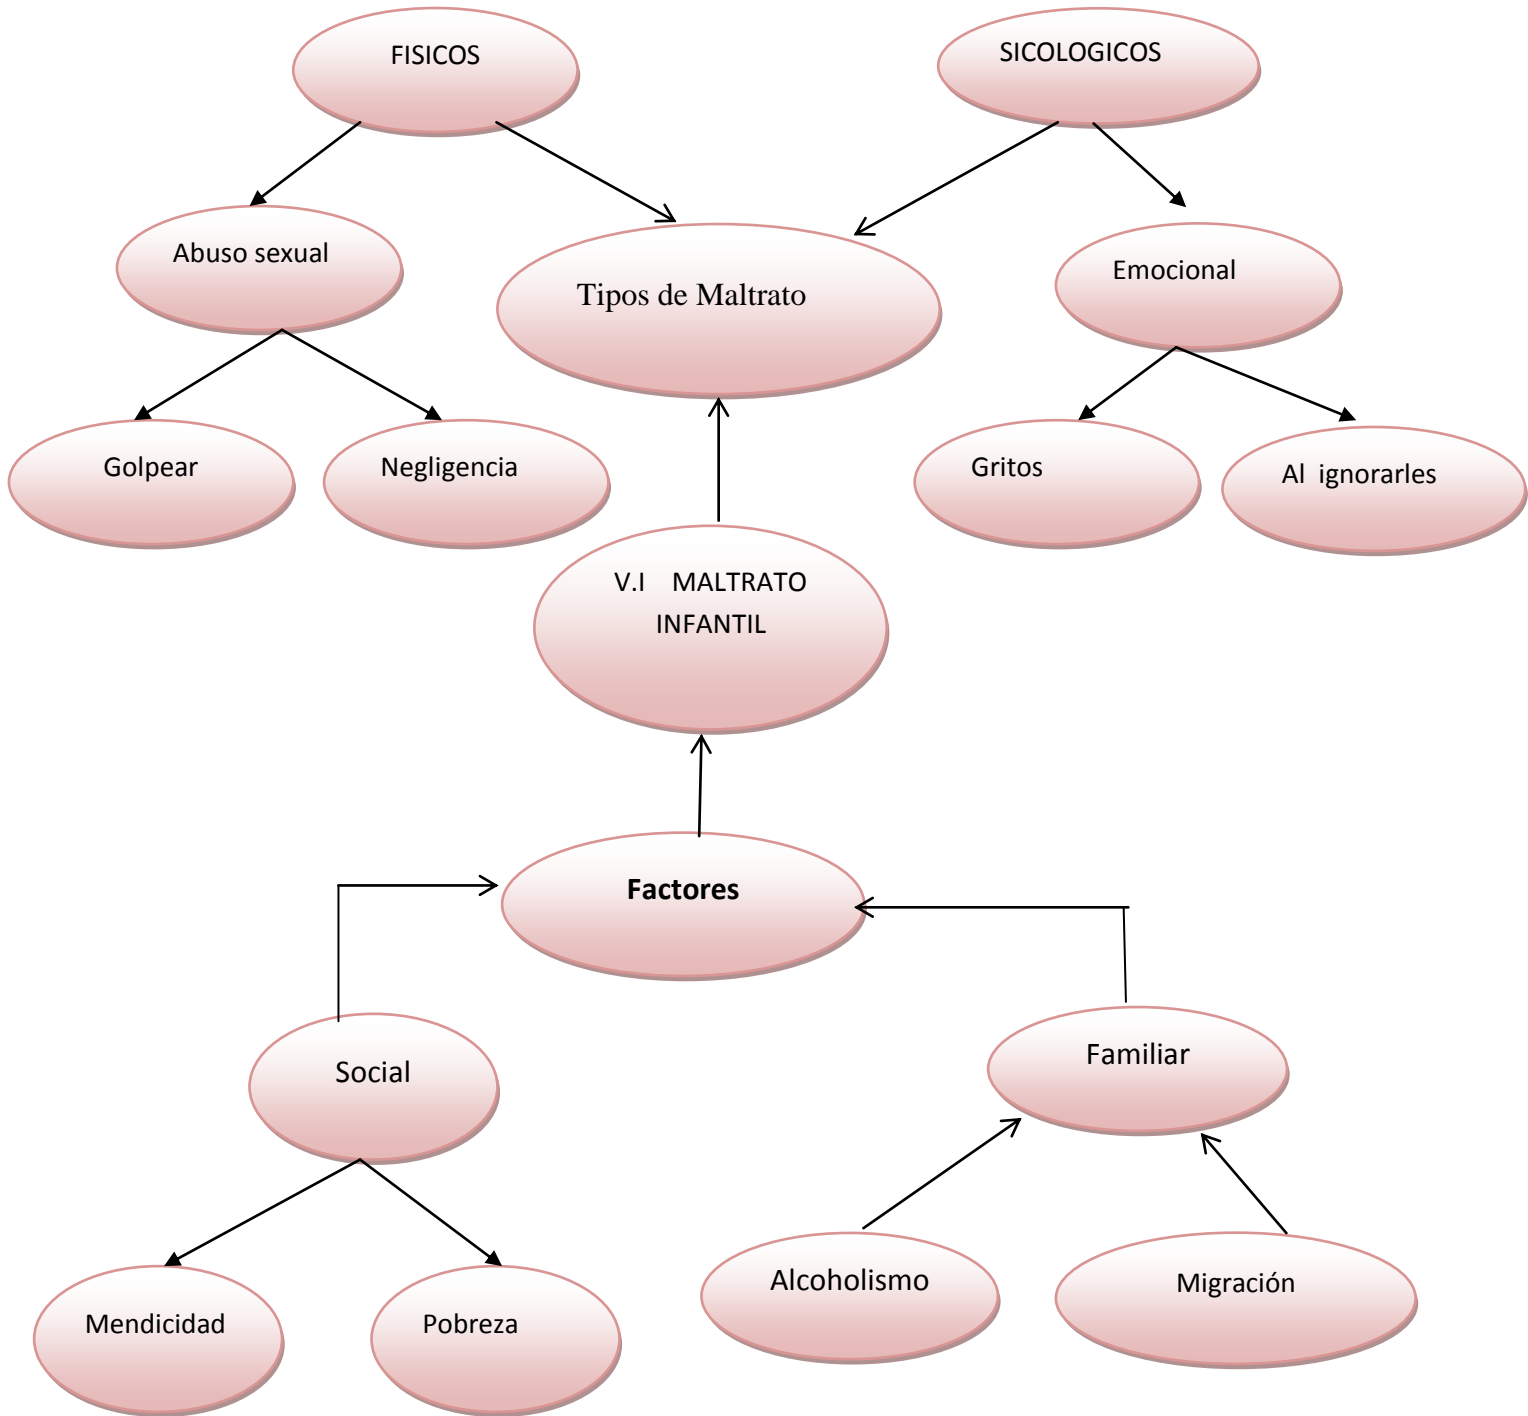 FISICOS
SICOLOGICOS
Abuso sexual
Tipos de Maltrato
Emocional
Golpear
Negligencia
Gritos
Al ignorarles
V.I MALTRATO
INFANTIL
Factores
Social
Familiar
Alcoholismo
Migración
Mendicidad
Pobreza